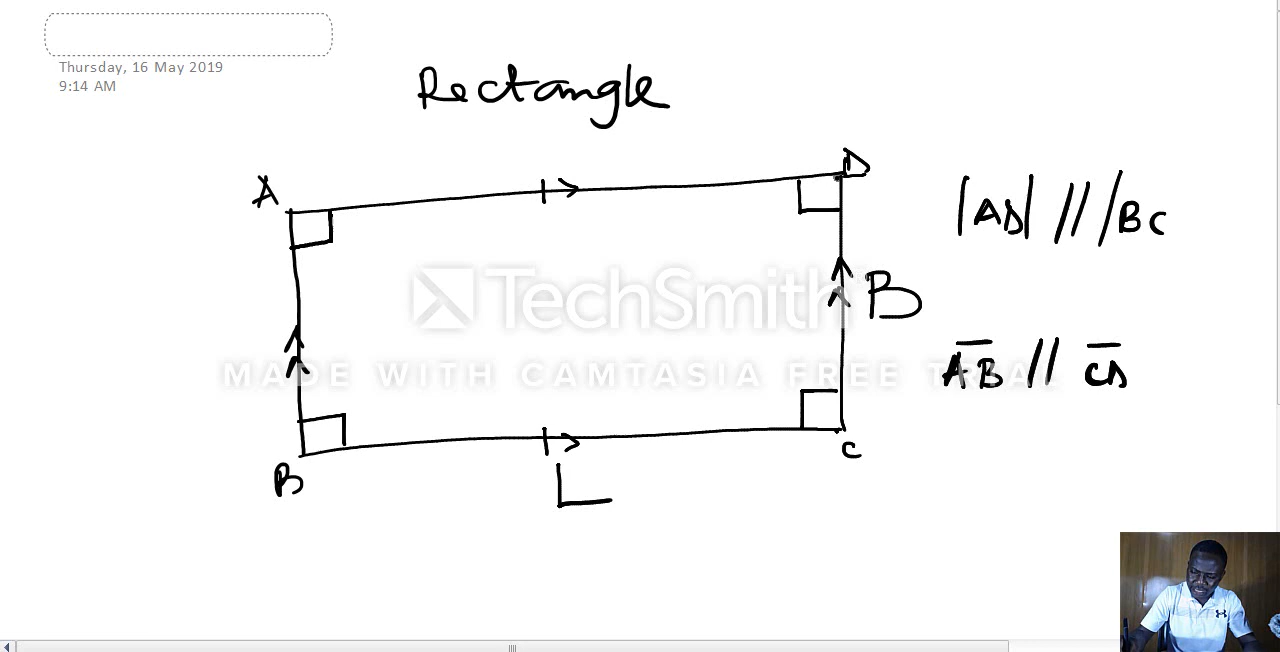 Thursday, 16 May 2019
9:14 AM
Rectangle
A
D
|AD| // /BC
TechSmith
B
MADE WITH CAMTASIA FREE TRIAL
AB // CD
B
C
L